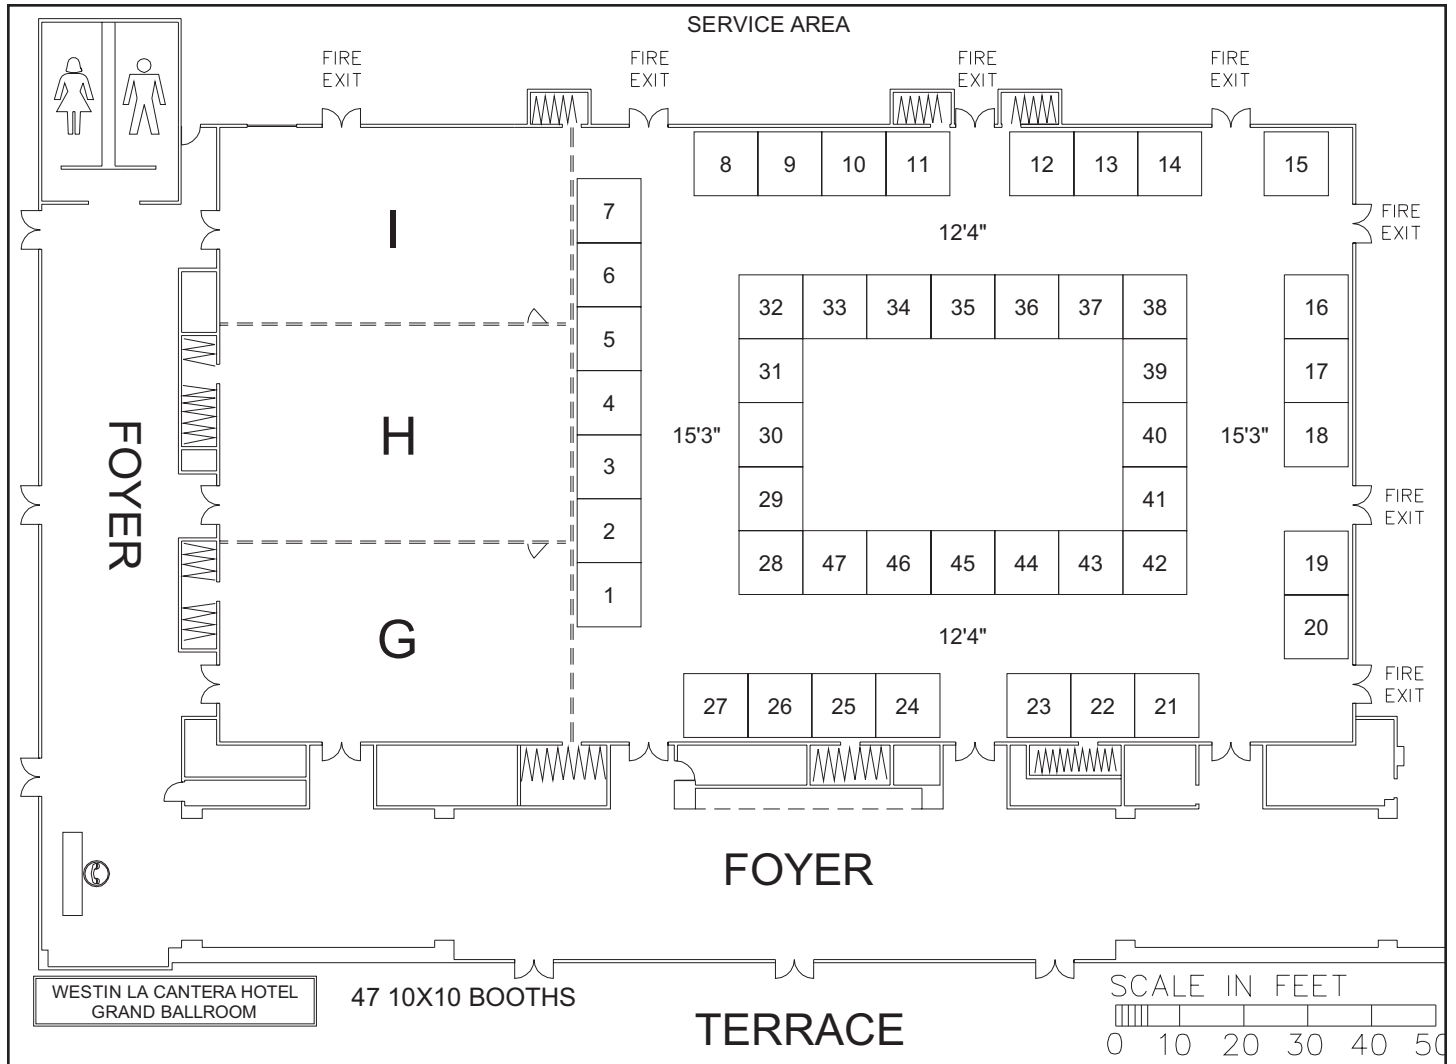 SERVICE AREA
FIRE
EXIT
FIRE
EXIT
FIRE
EXIT
FIRE
EXIT
8
9
10
11
12
13
14
15
7
I
12'4"
FIRE
EXIT
6
32
33
34
35
36
37
38
16
5
31
39
17
4
H
15'3"
30
40
15'3"
18
FOYER
3
29
41
FIRE
EXIT
2
28
47
46
45
44
43
42
19
1
G
12'4"
20
27
26
25
24
23
22
21
FIRE
EXIT
FOYER
WESTIN LA CANTERA HOTEL
GRAND BALLROOM
47 10X10 BOOTHS
TERRACE
SCALE IN FEET
0 10 20 30 40 50